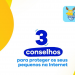 3
conselhos
para proteger os seus
pequenos na Internet